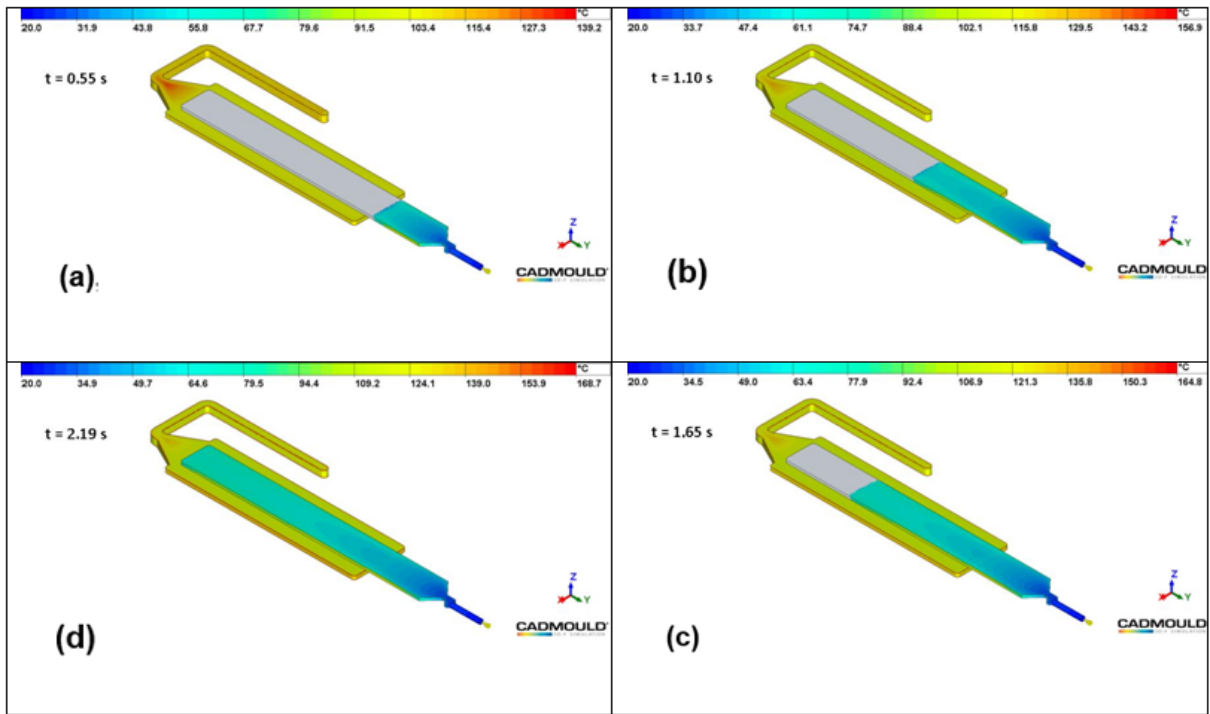 °C
20.0 31.9 43.8 55.8 67.7 79.6 91.5 103.4 115.4 127.3 139.2
t = 0.55 s
Z
X Y
CADMOULD
(a).
°C
20.0 33.7 47.4 61.1 74.7 88.4 102.1 115.8 129.5 143.2 156.9
t = 1.10 s
Z
X Y
CADMOULD
(b)
°C
20.0 34.9 49.7 64.6 79.5 94.4 109.2 124.1 139.0 153.9 168.7
t = 2.19 s
Z
X Y
CADMOULD
(d)
°C
20.0 34.5 49.0 63.4 77.9 92.4 106.9 121.3 135.8 150.3 164.8
t = 1.65 s
Z
X Y
CADMOULD
(c)